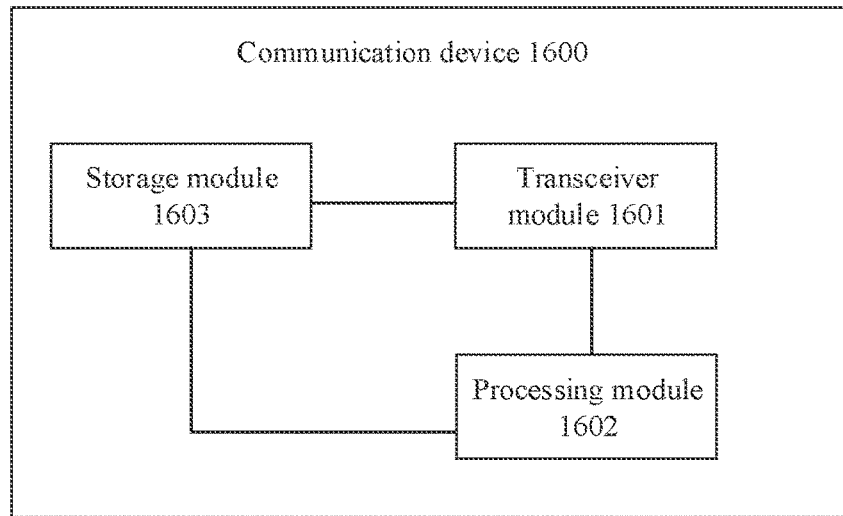 Communication device 1600
Storage module
1603
Transceiver
module 1601
Processing module
1602